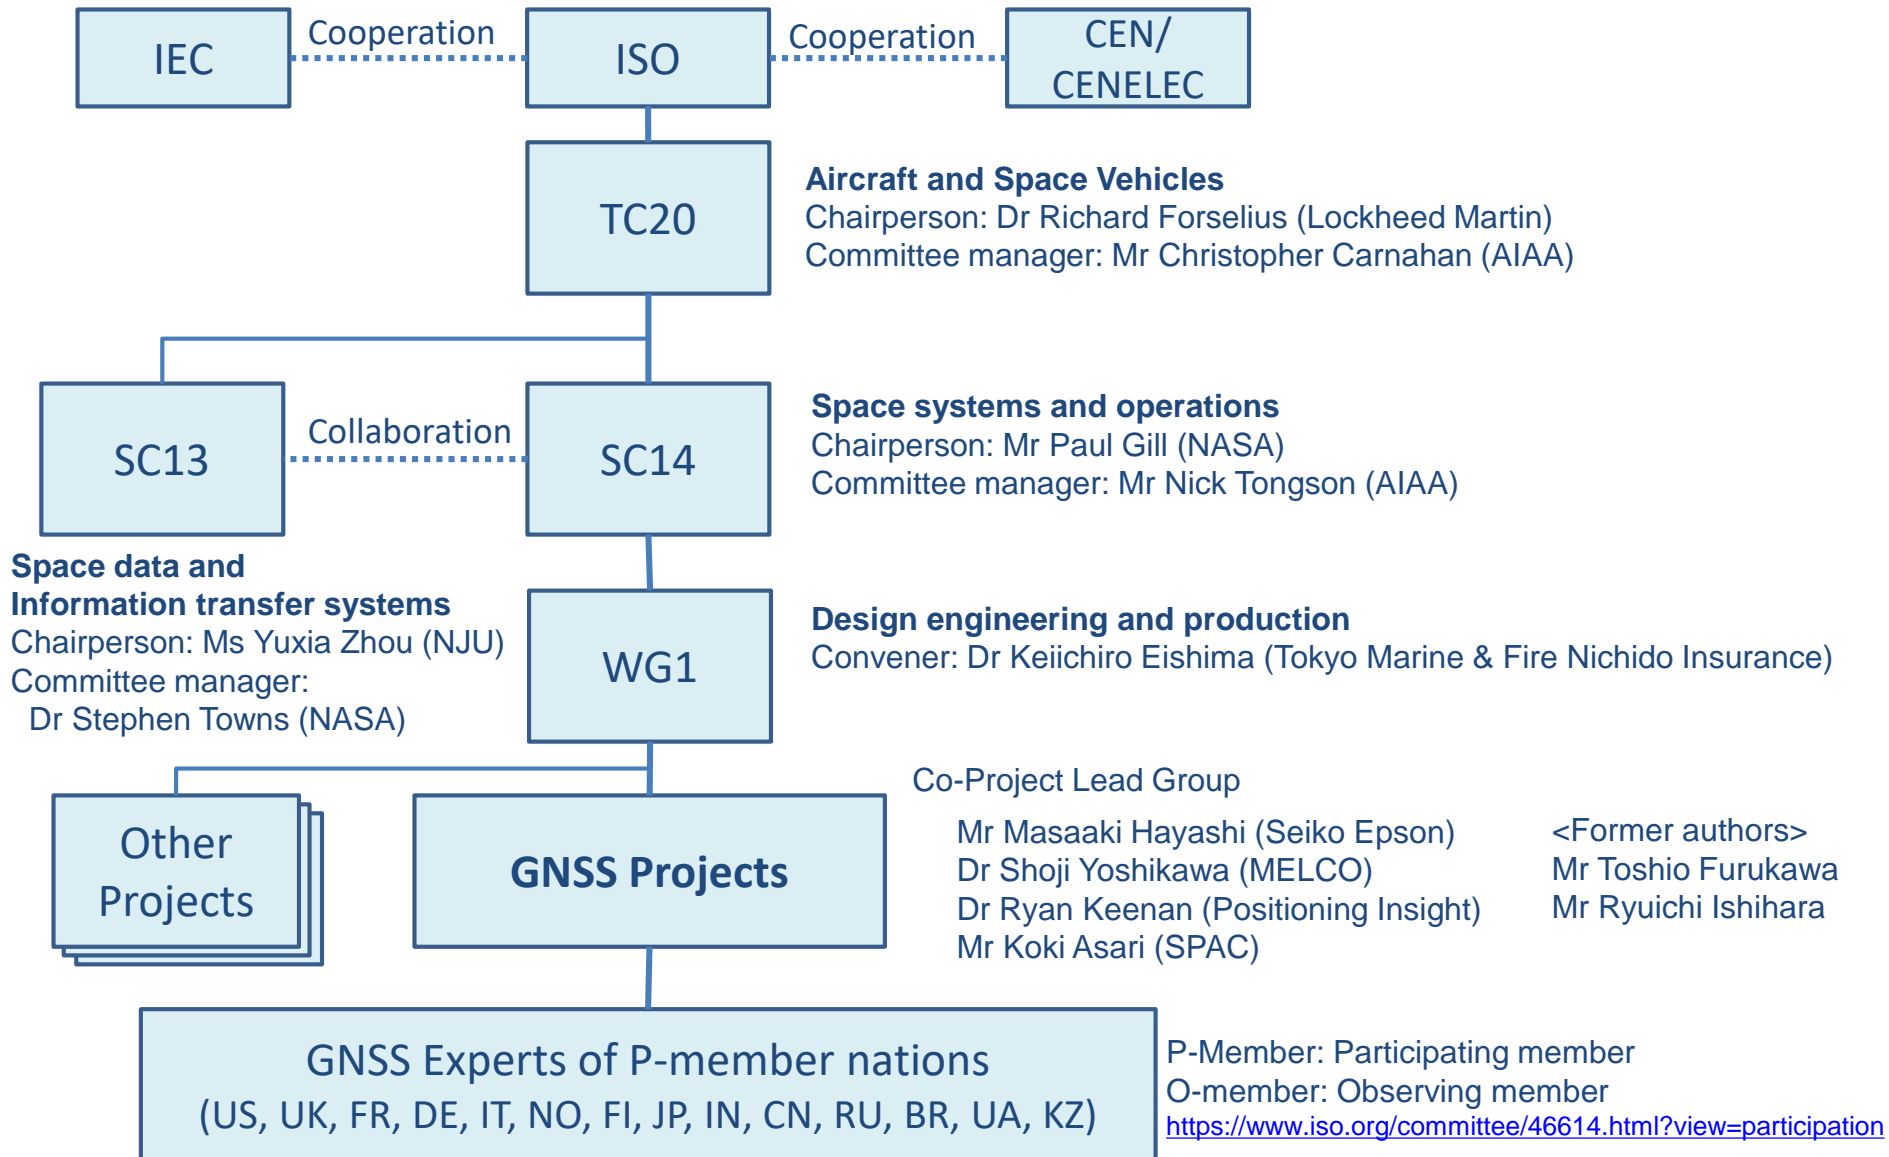 IEC
Cooperation
ISO
Cooperation
CEN/
CENELEC
TC20
Aircraft and Space Vehicles
Chairperson: Dr Richard Forselius (Lockheed Martin)
Committee manager: Mr Christopher Carnahan (AIAA)
SC13
Collaboration
SC14
Space systems and operations
Chairperson: Mr Paul Gill (NASA)
Committee manager: Mr Nick Tongson (AIAA)
Space data and
Information transfer systems
Chairperson: Ms Yuxia Zhou (NJU)
Committee manager:
Dr Stephen Towns (NASA)
WG1
Design engineering and production
Convener: Dr Keiichiro Eishima (Tokyo Marine & Fire Nichido Insurance)
Other
Projects
GNSS Projects
Co-Project Lead Group
Mr Masaaki Hayashi (Seiko Epson)
Dr Shoji Yoshikawa (MELCO)
Dr Ryan Keenan (Positioning Insight)
Mr Koki Asari (SPAC)
<Former authors>
Mr Toshio Furukawa
Mr Ryuichi Ishihara
GNSS Experts of P-member nations
(US, UK, FR, DE, IT, NO, FI, JP, IN, CN, RU, BR, UA, KZ)
P-Member: Participating member
O-member: Observing member
https://www.iso.org/committee/46614.html?view=participation